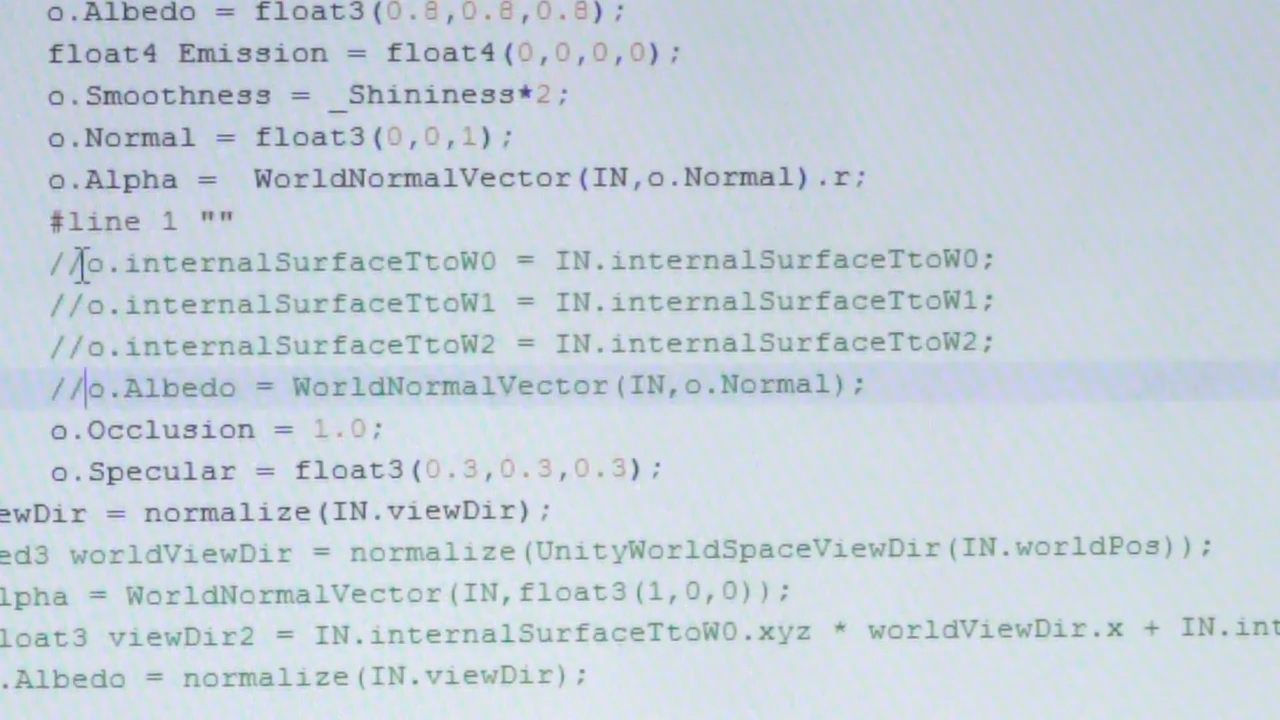 o.Albedo = float3(0.8,0.8,0.8);
float4 Emission = float4(0,0,0,0);
o.Smoothness = _Shininess*2;
o.Normal = float3(0,0,1);
o.Alpha =  WorldNormalVector(IN,o.Normal).r;
#line 1 ""
//o.internalSurfaceTtoW0 = IN.internalSurfaceTtoW0;
//o.internalSurfaceTtoW1 = IN.internalSurfaceTtoW1;
//o.internalSurfaceTtoW2 = IN.internalSurfaceTtoW2;
//o.Albedo = WorldNormalVector(IN,o.Normal);
o.Occlusion = 1.0;
o.Specular = float3(0.3,0.3,0.3);
ewDir = normalize(IN.viewDir);
ed3 worldViewDir = normalize(UnityWorldSpaceViewDir(IN.worldPos));
lpha = WorldNormalVector(IN,float3(1,0,0));
loat3 viewDir2 = IN.internalSurfaceTtoW0.xyz * worldViewDir.x + IN.int
.Albedo = normalize(IN.viewDir);